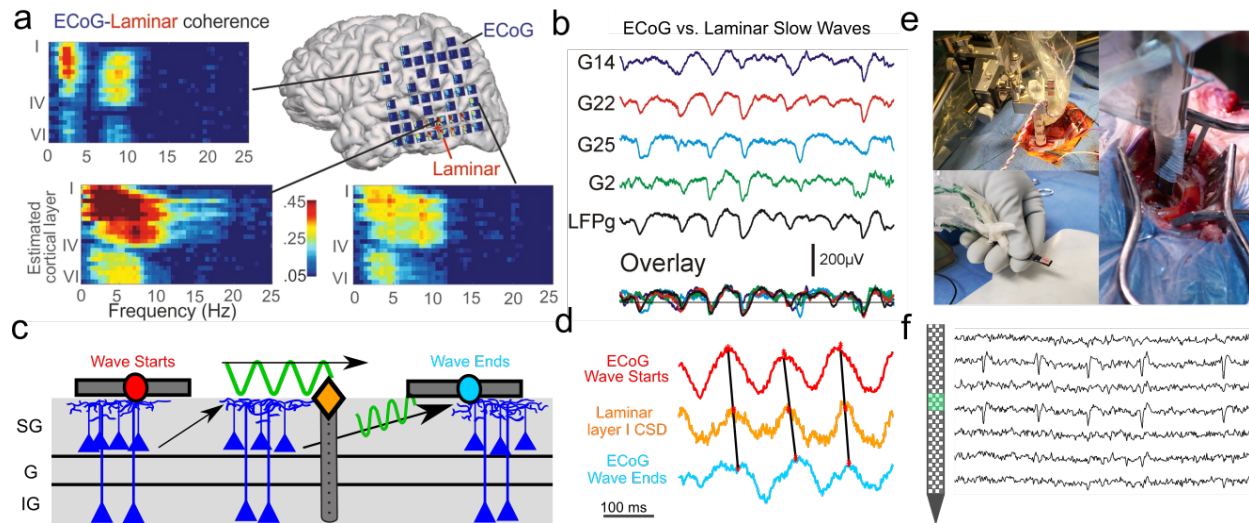 a
ECoG-Laminar coherence
ECoG
I
IV
VI
0 5 10 15 20 25
Laminar
I
IV
VI
Estimated
cortical layer
.45
.25
.05
0 5 10 15 20 25
0 5 10 15 20 25
Frequency (Hz)
b
ECoG vs. Laminar Slow Waves
G14
G22
G25
G2
LFPg
200µV
Overlay
c
Wave Starts
Wave Ends
SG
G
IG
d
ECoG
Wave Starts
Laminar
layer I CSD
ECoG
Wave Ends
100 ms
e
f